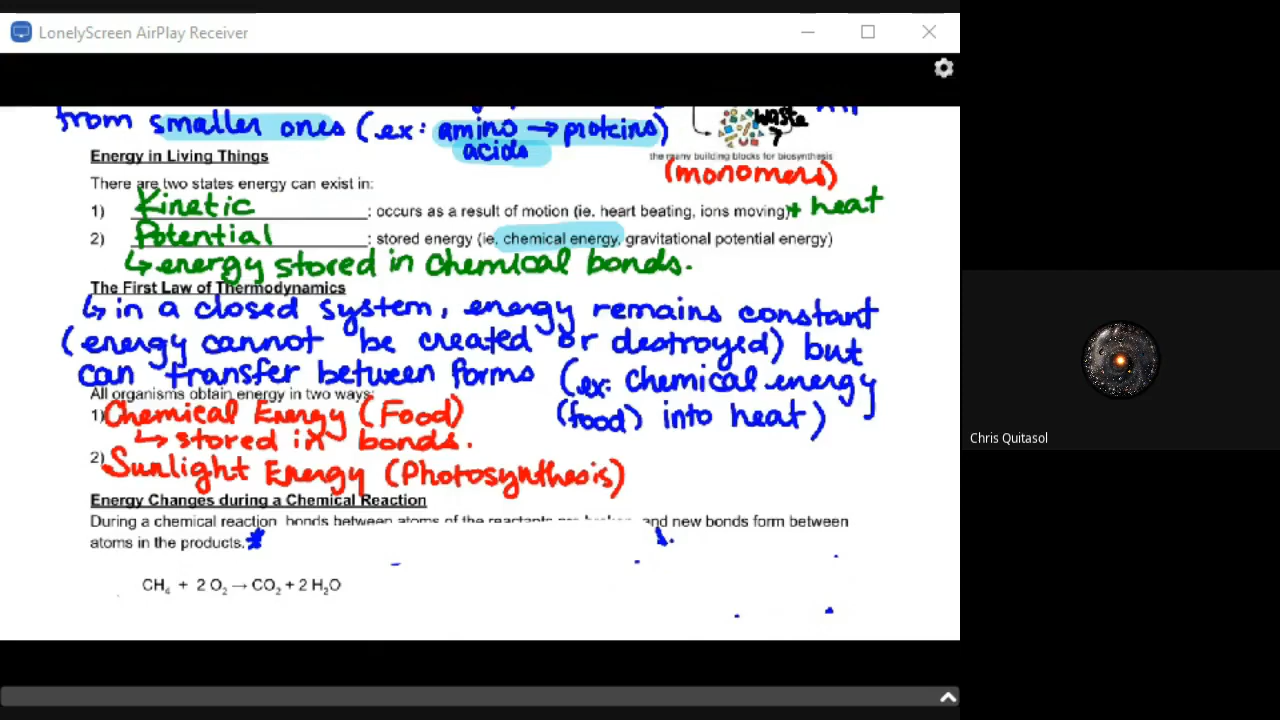 LonelyScreen AirPlay Receiver
from smaller ones (ex: amino → proteins)
acids
waste
the many building blocks for biosynthesis
(monomers)
Energy in Living Things
There are two states energy can exist in:
1) Kinetic : occurs as a result of motion (ie. heart beating, ions moving) + heat
2) Potential : stored energy (ie. chemical energy, gravitational potential energy)
↳ energy stored in chemical bonds.
The First Law of Thermodynamics
↳ in a closed system, energy remains constant
(energy cannot be created or destroyed) but
can transfer between forms (ex: chemical energy
(food) into heat)
All organisms obtain energy in two ways:
1) Chemical Energy (Food)
↳ stored in bonds.
2) Sunlight Energy (Photosynthesis)
Energy Changes during a Chemical Reaction
During a chemical reaction, bonds between atoms of the reactants are broken, and new bonds form between
atoms in the products.*
CH₄ + 2 O₂ → CO₂ + 2 H₂O
Chris Quitasol